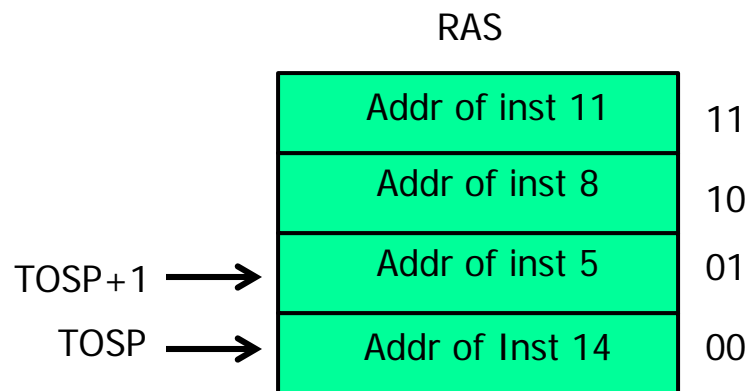 RAS
Addr of inst 11 11
Addr of inst 8 10
TOSP+1 Addr of inst 5 01
TOSP Addr of Inst 14 00